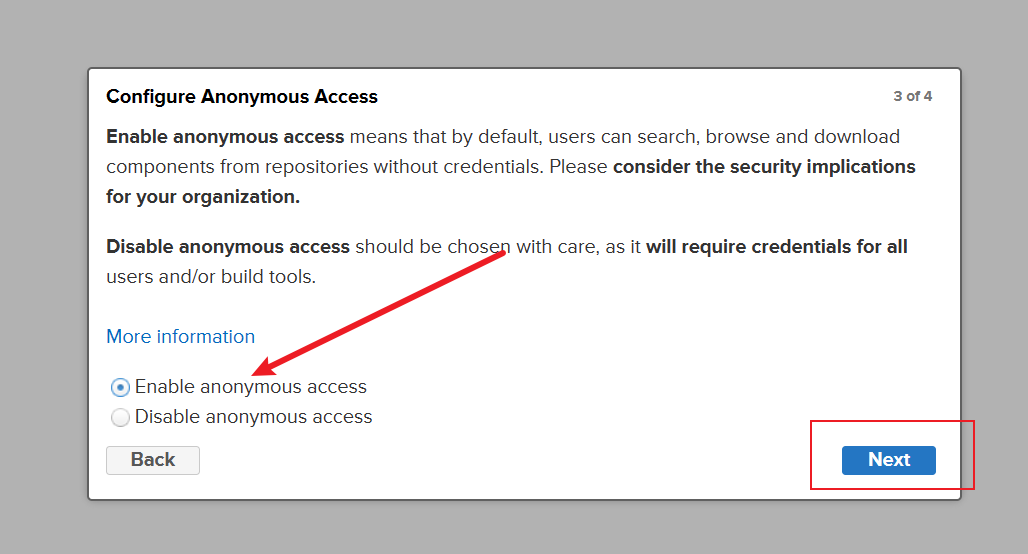 Configure Anonymous Access
3 of 4
Enable anonymous access means that by default, users can search, browse and download
components from repositories without credentials. Please consider the security implications
for your organization.
Disable anonymous access should be chosen with care, as it will require credentials for all
users and/or build tools.
More information
Enable anonymous access
Disable anonymous access
Back
Next